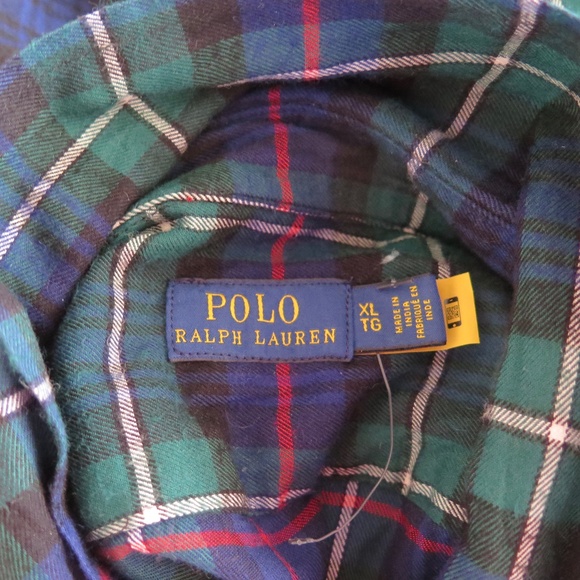 POLO
RALPH LAUREN
XL
TG
MADE IN
INDIA
FABRIQUÉ EN
INDE